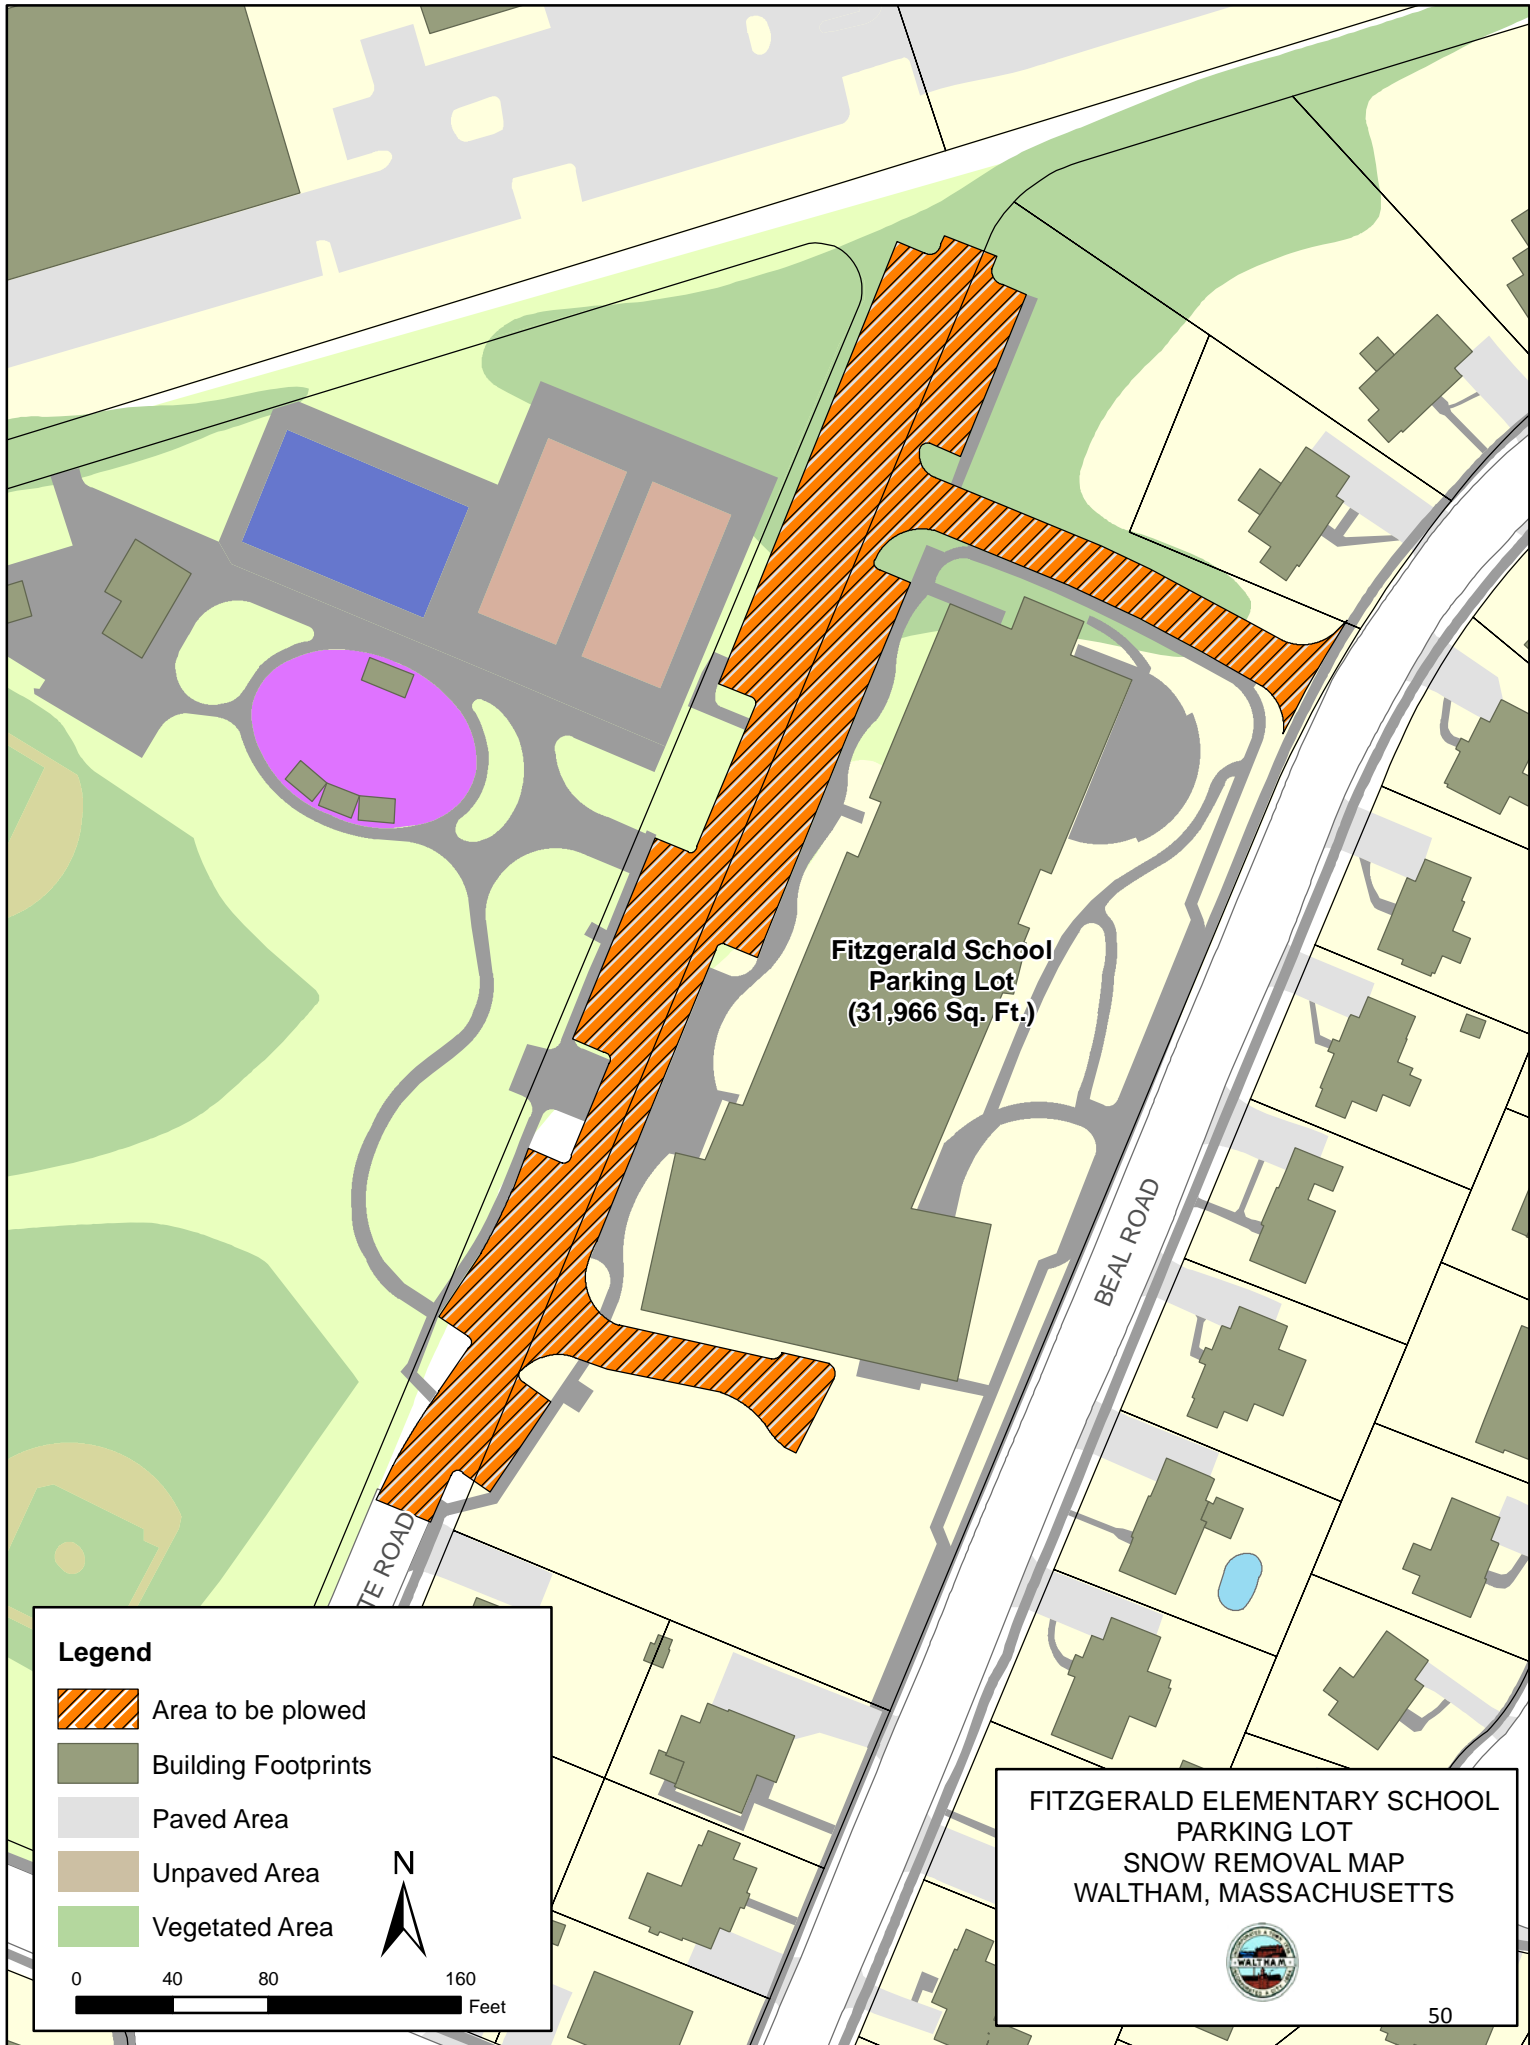 Fitzgerald School
Parking Lot
(31,966 Sq. Ft.)
BEAL ROAD
TE ROAD
Legend
Area to be plowed
Building Footprints
Paved Area
Unpaved Area
Vegetated Area
N
0 40 80 160
Feet
FITZGERALD ELEMENTARY SCHOOL
PARKING LOT
SNOW REMOVAL MAP
WALTHAM, MASSACHUSETTS
WALTHAM
50